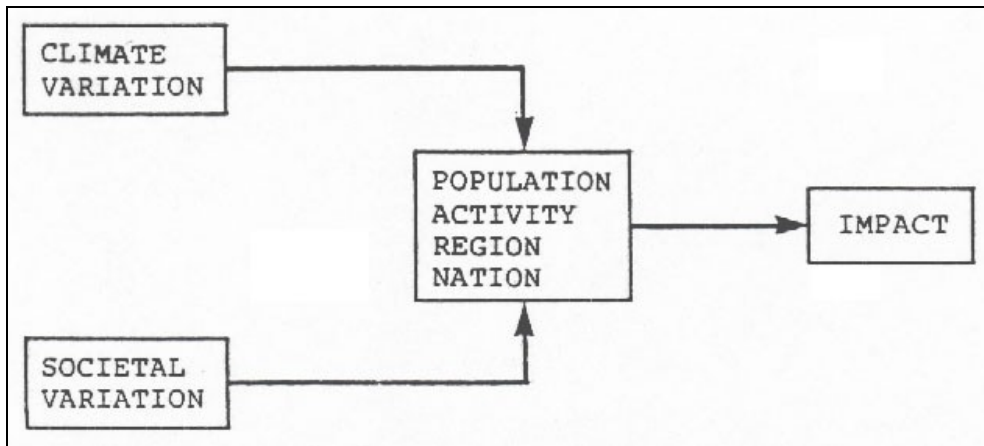 CLIMATE
VARIATION
POPULATION
ACTIVITY
REGION
NATION
IMPACT
SOCIETAL
VARIATION